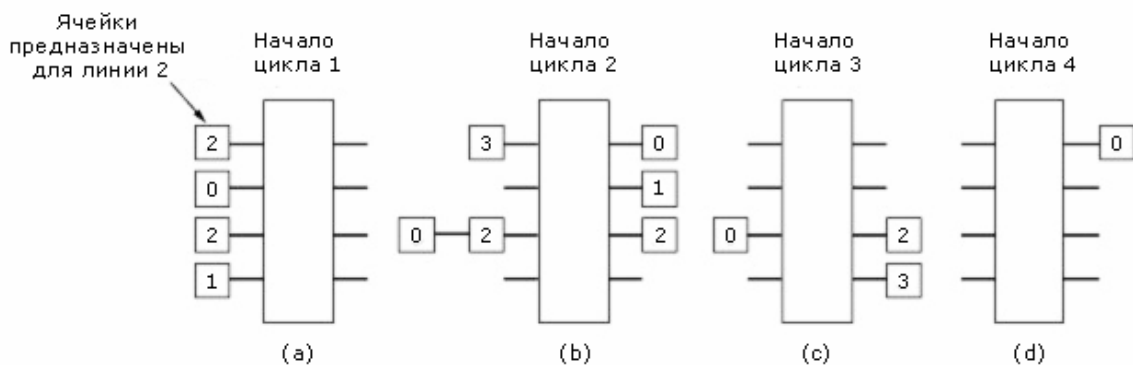 Ячейки
предназначены
для линии 2
Начало
цикла 1
Начало
цикла 2
Начало
цикла 3
Начало
цикла 4
2
0
2
1
3
0
1
0 2
2
0
2
3
0
(a)
(b)
(c)
(d)